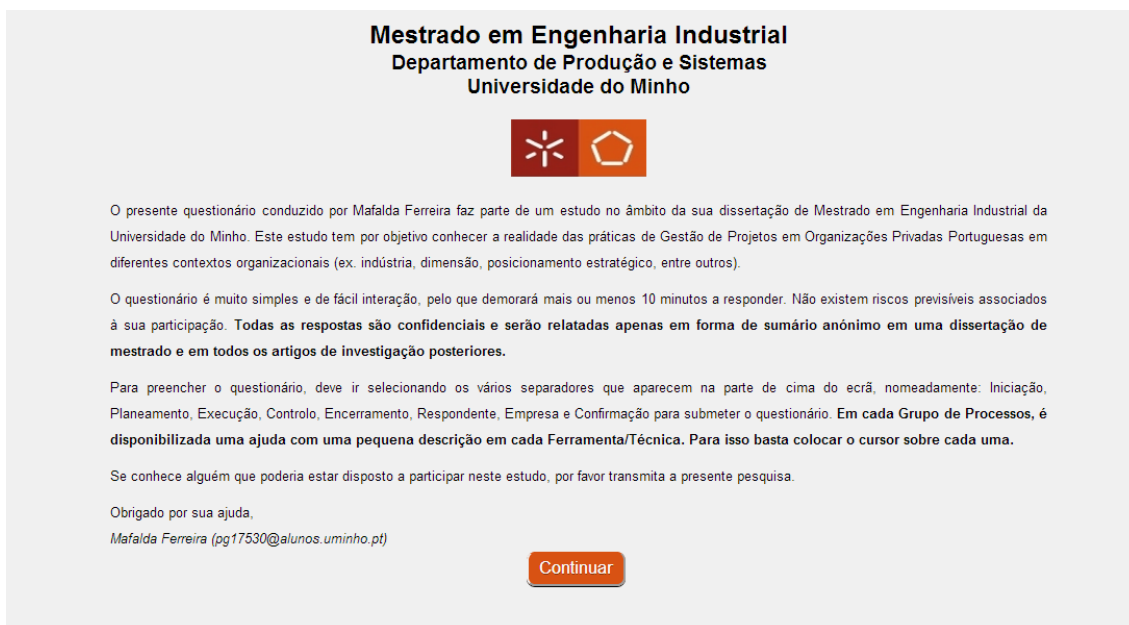 Mestrado em Engenharia Industrial
Departamento de Produção e Sistemas
Universidade do Minho
O presente questionário conduzido por Mafalda Ferreira faz parte de um estudo no âmbito da sua dissertação de Mestrado em Engenharia Industrial da
Universidade do Minho. Este estudo tem por objetivo conhecer a realidade das práticas de Gestão de Projetos em Organizações Privadas Portuguesas em
diferentes contextos organizacionais (ex. indústria, dimensão, posicionamento estratégico, entre outros).
O questionário é muito simples e de fácil interação, pelo que demorará mais ou menos 10 minutos a responder. Não existem riscos previsíveis associados
à sua participação. Todas as respostas são confidenciais e serão relatadas apenas em forma de sumário anónimo em uma dissertação de
mestrado e em todos os artigos de investigação posteriores.
Para preencher o questionário, deve ir selecionando os vários separadores que aparecem na parte de cima do ecrã, nomeadamente: Iniciação,
Planeamento, Execução, Controlo, Encerramento, Respondente, Empresa e Confirmação para submeter o questionário. Em cada Grupo de Processos, é
disponibilizada uma ajuda com uma pequena descrição em cada Ferramenta/Técnica. Para isso basta colocar o cursor sobre cada uma.
Se conhece alguém que poderia estar disposto a participar neste estudo, por favor transmita a presente pesquisa.
Obrigado por sua ajuda,
Mafalda Ferreira (pg17530@alunos.uminho.pt)
Continuar